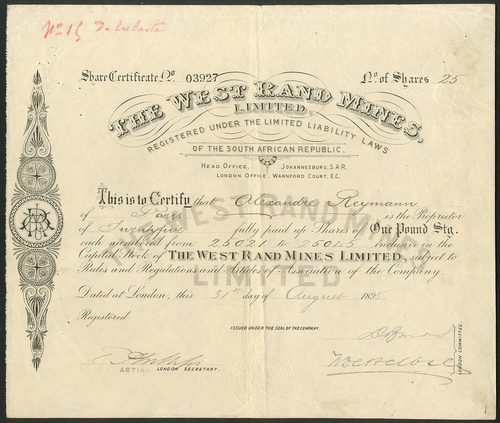 No 15
Share Certificate No. 03927 No. of Shares 25
THE WEST RAND MINES,
LIMITED.
REGISTERED UNDER THE LIMITED LIABILITY LAWS
OF THE SOUTH AFRICAN REPUBLIC.
HEAD OFFICE, JOHANNESBURG, S.A.R.
LONDON OFFICE, WARNFORD COURT, E.C.
This is to Certify that Alexandre Reymann
of Paris is the Proprietor
of Twentyfive fully paid up Shares of One Pound Stg.
each numbered from 25021 to 25045 inclusive in the
Capital Stock of THE WEST RAND MINES LIMITED, subject to
Rules and Regulations and Articles of Association of the Company.
WEST RAND MINES
LIMITED
Dated at London, this 31st day of August 1895
Registered
ISSUED UNDER THE SEAL OF THE COMPANY.
ACTING LONDON SECRETARY.
LONDON COMMITTEE.